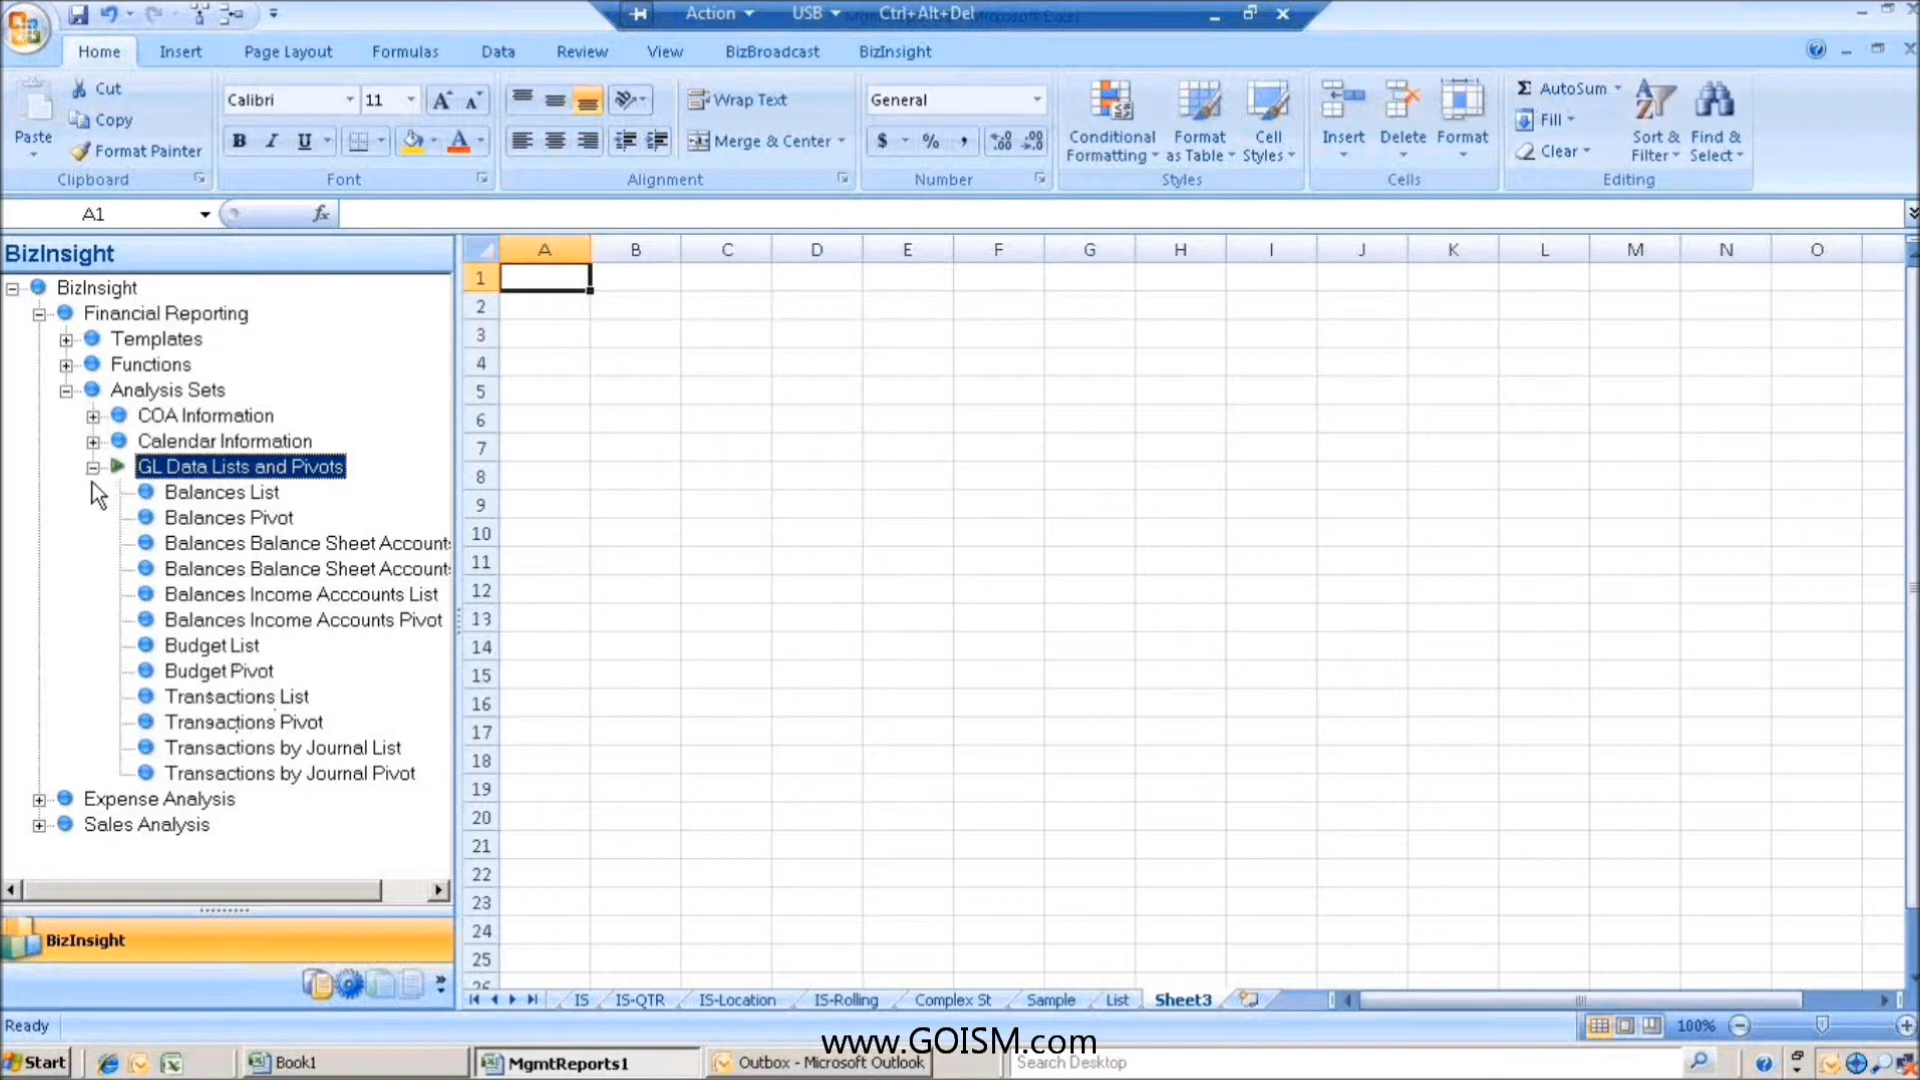 Action USB Ctrl+Alt+Del
Home Insert Page Layout Formulas Data Review View BizBroadcast BizInsight
Cut
Copy
Format Painter
Paste
Clipboard
Calibri 11
B I U
Font
Wrap Text
Merge & Center
Alignment
General
$ % ,
Number
Conditional Formatting
Format as Table
Cell Styles
Styles
Insert Delete Format
Cells
Σ AutoSum
Fill
Clear
Sort & Filter
Find & Select
Editing
A1 fx
BizInsight
BizInsight
Financial Reporting
Templates
Functions
Analysis Sets
COA Information
Calendar Information
GL Data Lists and Pivots
Balances List
Balances Pivot
Balances Balance Sheet Account
Balances Balance Sheet Account
Balances Income Acccounts List
Balances Income Accounts Pivot
Budget List
Budget Pivot
Transactions List
Transactions Pivot
Transactions by Journal List
Transactions by Journal Pivot
Expense Analysis
Sales Analysis
BizInsight
A B C D E F G H I J K L M N O
1
2
3
4
5
6
7
8
9
10
11
12
13
14
15
16
17
18
19
20
21
22
23
24
25
26
IS IS-QTR IS-Location IS-Rolling Complex St Sample List Sheet3
Ready
100%
www.GOISM.com
Start Book1 MgmtReports1 Outbox - Microsoft Outlook Search Desktop